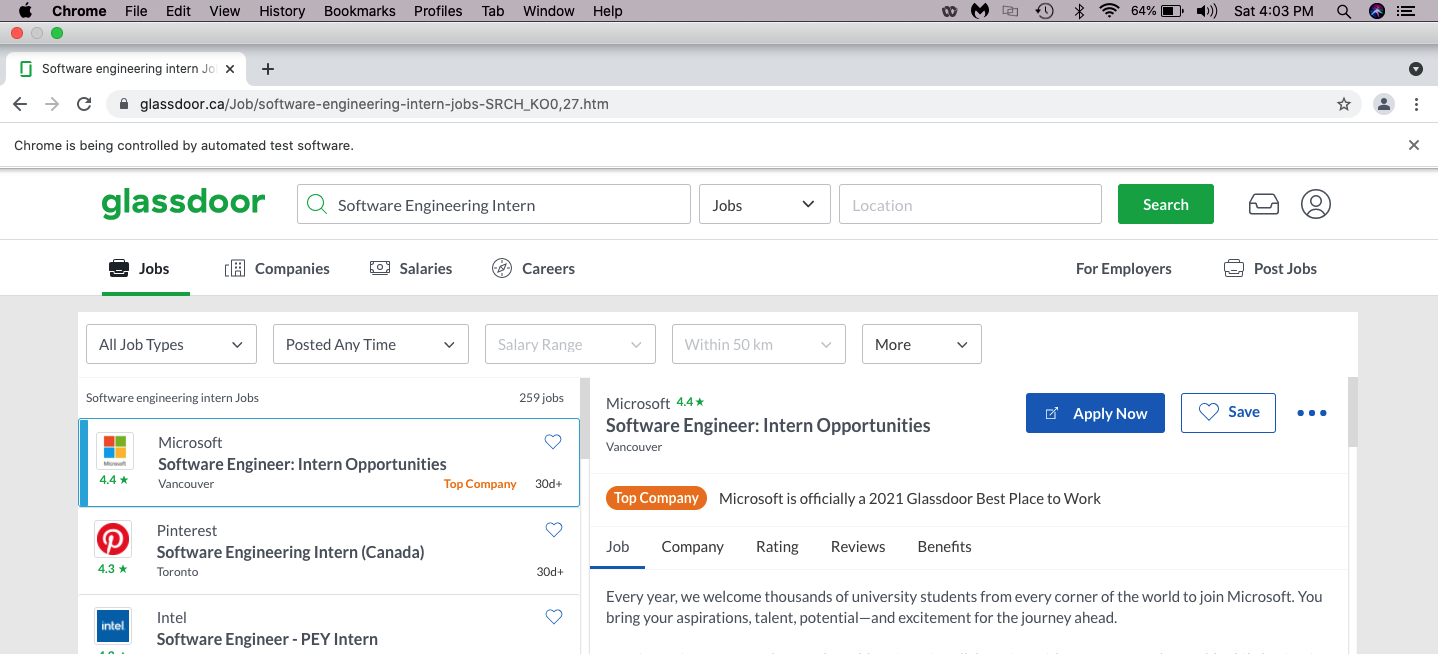 Chrome File Edit View History Bookmarks Profiles Tab Window Help 64% Sat 4:03 PM
Software engineering intern Jo
glassdoor.ca/Job/software-engineering-intern-jobs-SRCH_KO0,27.htm
Chrome is being controlled by automated test software.
glassdoor Software Engineering Intern Jobs Location Search
Jobs Companies Salaries Careers For Employers Post Jobs
All Job Types Posted Any Time Salary Range Within 50 km More
Software engineering intern Jobs 259 jobs
Microsoft
Microsoft
Software Engineer: Intern Opportunities
4.4 ★
Vancouver Top Company 30d+
Pinterest
Software Engineering Intern (Canada)
4.3 ★
Toronto 30d+
intel
Intel
Software Engineer - PEY Intern
Microsoft 4.4 ★
Software Engineer: Intern Opportunities
Vancouver
Apply Now Save
Top Company Microsoft is officially a 2021 Glassdoor Best Place to Work
Job Company Rating Reviews Benefits
Every year, we welcome thousands of university students from every corner of the world to join Microsoft. You
bring your aspirations, talent, potential—and excitement for the journey ahead.